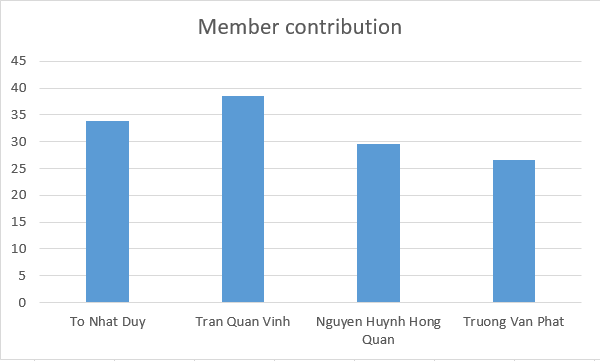 Member contribution
45
40
35
30
25
20
15
10
5
0
To Nhat Duy
Tran Quan Vinh
Nguyen Huynh Hong
Quan
Truong Van Phat